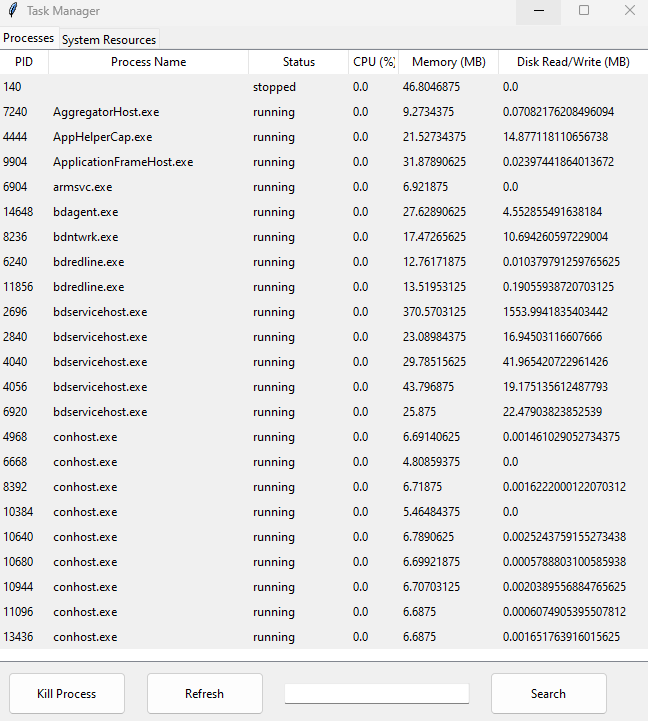 Task Manager
Processes System Resources
PID Process Name Status CPU (%) Memory (MB) Disk Read/Write (MB)
140 stopped 0.0 46.8046875 0.0
7240 AggregatorHost.exe running 0.0 9.2734375 0.07082176208496094
4444 AppHelperCap.exe running 0.0 21.52734375 14.877118110656738
9904 ApplicationFrameHost.exe running 0.0 31.87890625 0.02397441864013672
6904 armsvc.exe running 0.0 6.921875 0.0
14648 bdagent.exe running 0.0 27.62890625 4.552855491638184
8236 bdntwrk.exe running 0.0 17.47265625 10.694260597229004
6240 bdredline.exe running 0.0 12.76171875 0.010379791259765625
11856 bdredline.exe running 0.0 13.51953125 0.19055938720703125
2696 bdservicehost.exe running 0.0 370.5703125 1553.9941835403442
2840 bdservicehost.exe running 0.0 23.08984375 16.94503116607666
4040 bdservicehost.exe running 0.0 29.78515625 41.965420722961426
4056 bdservicehost.exe running 0.0 43.796875 19.175135612487793
6920 bdservicehost.exe running 0.0 25.875 22.47903823852539
4968 conhost.exe running 0.0 6.69140625 0.001461029052734375
6668 conhost.exe running 0.0 4.80859375 0.0
8392 conhost.exe running 0.0 6.71875 0.0016222000122070312
10384 conhost.exe running 0.0 5.46484375 0.0
10640 conhost.exe running 0.0 6.7890625 0.0025243759155273438
10680 conhost.exe running 0.0 6.69921875 0.0005788803100585938
10944 conhost.exe running 0.0 6.70703125 0.0020389556884765625
11096 conhost.exe running 0.0 6.6875 0.0006074905395507812
13436 conhost.exe running 0.0 6.6875 0.001651763916015625
Kill Process Refresh Search